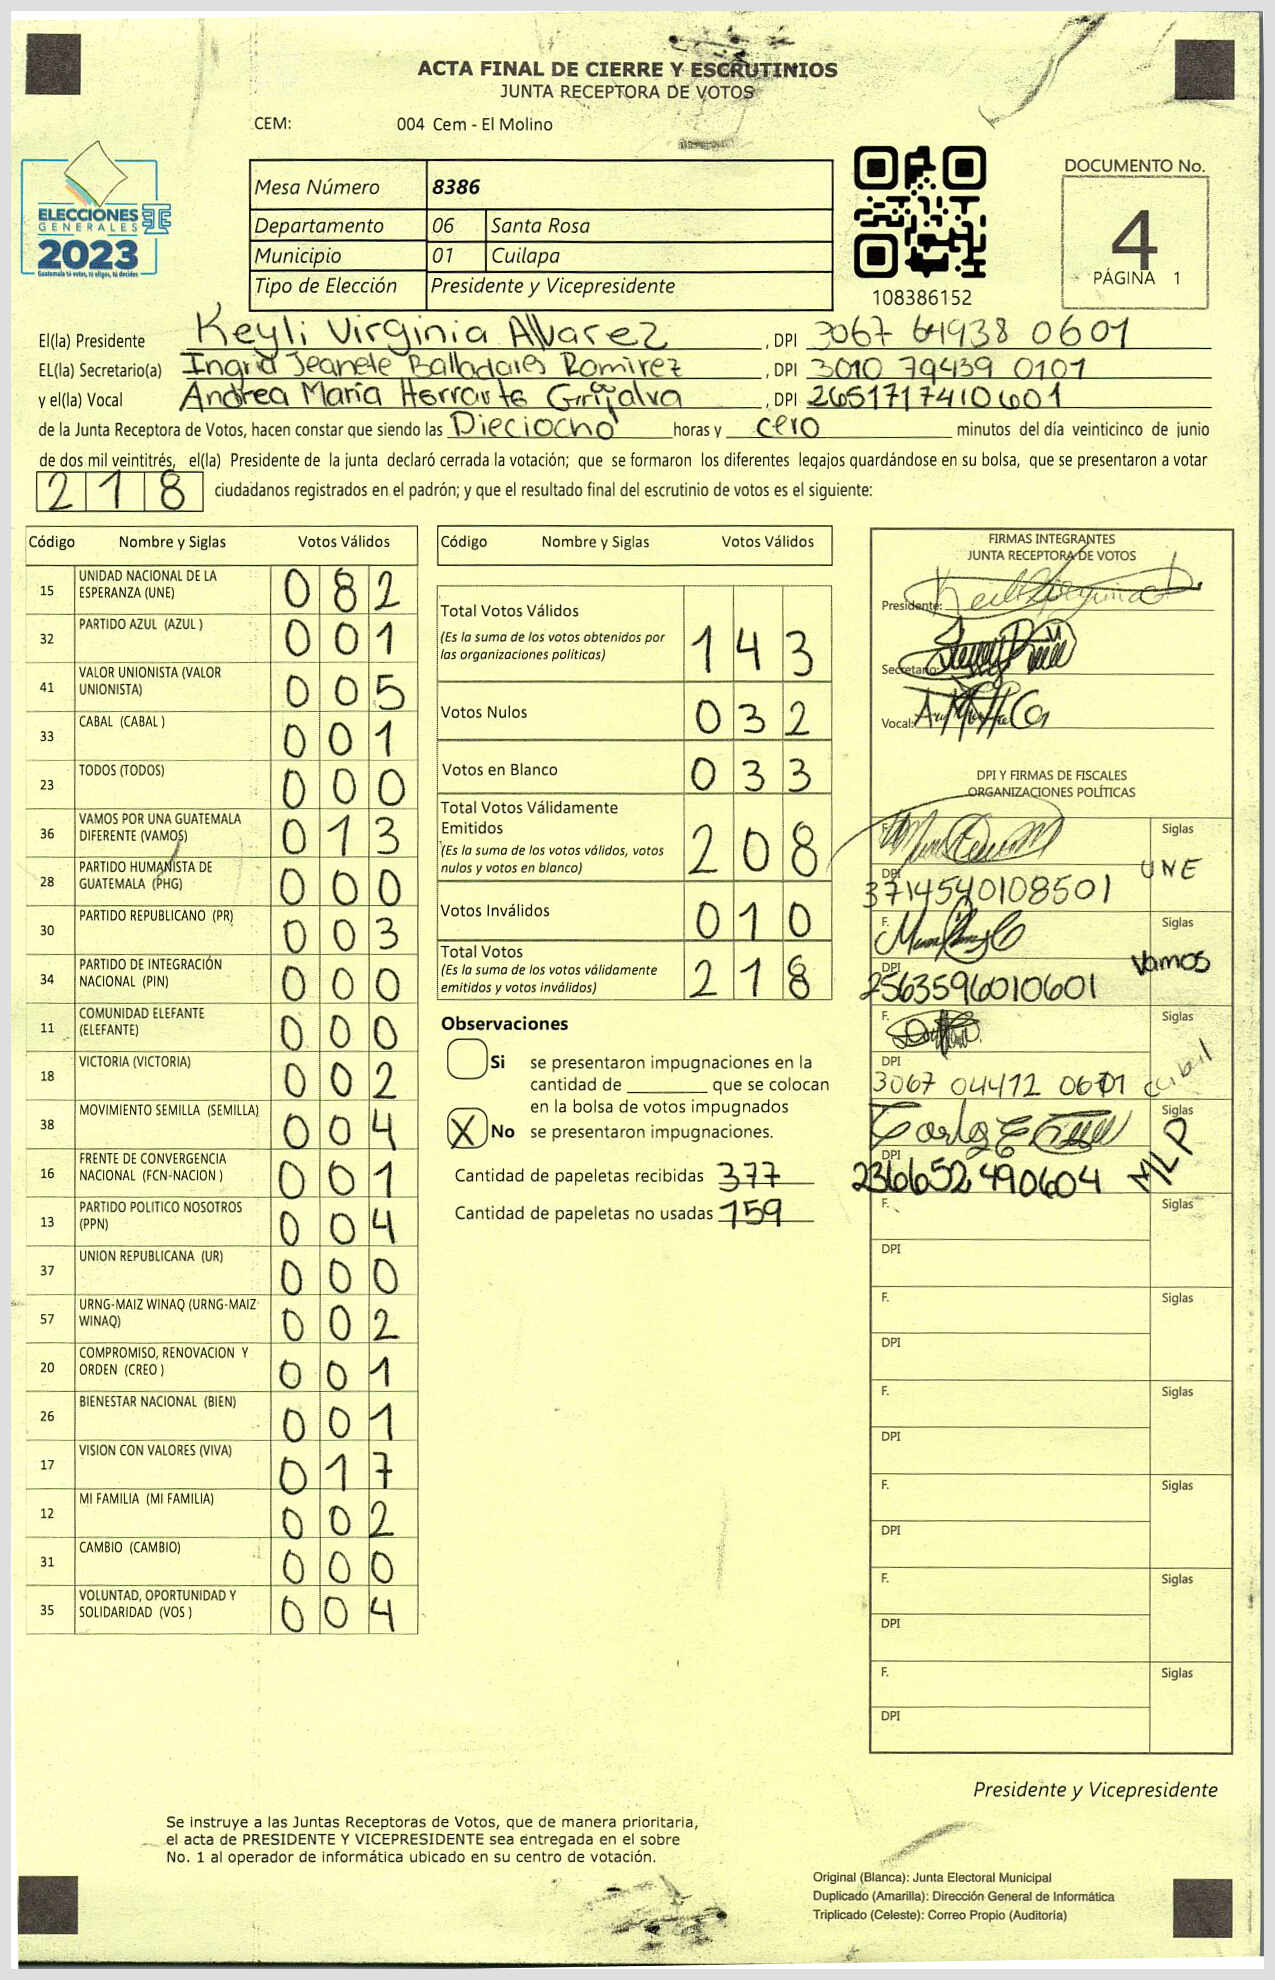 ACTA FINAL DE CIERRE Y ESCRUTINIOS
JUNTA RECEPTORA DE VOTOS
CEM: 004 Cem - El Molino
ELECCIONES
GENERALES
2023
Guatemala tú votas, tú eliges, tú decides
Mesa Número 8386
Departamento 06 Santa Rosa
Municipio 01 Cuilapa
Tipo de Elección Presidente y Vicepresidente
108386152
DOCUMENTO No.
4
PÁGINA 1
El(la) Presidente Keyli Virginia Alvarez, DPI 3067 64938 0601
EL(la) Secretario(a) Ingrid Jeanete Balladares Ramirez, DPI 3010 79439 0101
y el(la) Vocal Andrea María Herrarte Grijalva, DPI 2651717410601
de la Junta Receptora de Votos, hacen constar que siendo las Dieciocho horas y cero minutos del día veinticinco de junio
de dos mil veintitrés, el(la) Presidente de la junta declaró cerrada la votación; que se formaron los diferentes legajos guardándose en su bolsa, que se presentaron a votar
218 ciudadanos registrados en el padrón; y que el resultado final del escrutinio de votos es el siguiente:
Código Nombre y Siglas Votos Válidos
15 UNIDAD NACIONAL DE LA
ESPERANZA (UNE) 082
32 PARTIDO AZUL (AZUL ) 001
41 VALOR UNIONISTA (VALOR
UNIONISTA) 005
33 CABAL (CABAL ) 001
23 TODOS (TODOS) 000
36 VAMOS POR UNA GUATEMALA
DIFERENTE (VAMOS) 013
28 PARTIDO HUMANISTA DE
GUATEMALA (PHG) 000
30 PARTIDO REPUBLICANO (PR) 003
34 PARTIDO DE INTEGRACIÓN
NACIONAL (PIN) 000
11 COMUNIDAD ELEFANTE
(ELEFANTE) 000
18 VICTORIA (VICTORIA) 002
38 MOVIMIENTO SEMILLA (SEMILLA) 004
16 FRENTE DE CONVERGENCIA
NACIONAL (FCN-NACION ) 001
13 PARTIDO POLITICO NOSOTROS
(PPN) 004
37 UNION REPUBLICANA (UR) 000
57 URNG-MAIZ WINAQ (URNG-MAIZ
WINAQ) 002
20 COMPROMISO, RENOVACION Y
ORDEN (CREO ) 001
26 BIENESTAR NACIONAL (BIEN) 001
17 VISION CON VALORES (VIVA) 017
12 MI FAMILIA (MI FAMILIA) 002
31 CAMBIO (CAMBIO) 000
35 VOLUNTAD, OPORTUNIDAD Y
SOLIDARIDAD (VOS ) 004
Código Nombre y Siglas Votos Válidos
Total Votos Válidos
(Es la suma de los votos obtenidos por
las organizaciones políticas) 143
Votos Nulos 032
Votos en Blanco 033
Total Votos Válidamente
Emitidos
(Es la suma de los votos válidos, votos
nulos y votos en blanco) 208
Votos Inválidos 010
Total Votos
(Es la suma de los votos válidamente
emitidos y votos inválidos) 218
Observaciones
Si se presentaron impugnaciones en la
cantidad de ________ que se colocan
en la bolsa de votos impugnados
X No se presentaron impugnaciones.
Cantidad de papeletas recibidas 377
Cantidad de papeletas no usadas 159
FIRMAS INTEGRANTES
JUNTA RECEPTORA DE VOTOS
Presidente:
Secretario:
Vocal:
DPI Y FIRMAS DE FISCALES
ORGANIZACIONES POLÍTICAS
F. Siglas
UNE
DPI
3714540108501
F. Siglas
Vamos
DPI
2563596010601
F. Siglas
DPI
3067 04412 0601 cabal
Siglas
MLP
DPI
236652490604
F. Siglas
DPI
F. Siglas
DPI
F. Siglas
DPI
F. Siglas
DPI
F. Siglas
DPI
F. Siglas
DPI
Presidente y Vicepresidente
Se instruye a las Juntas Receptoras de Votos, que de manera prioritaria,
el acta de PRESIDENTE Y VICEPRESIDENTE sea entregada en el sobre
No. 1 al operador de informática ubicado en su centro de votación.
Original (Blanca): Junta Electoral Municipal
Duplicado (Amarilla): Dirección General de Informática
Triplicado (Celeste): Correo Propio (Auditoría)